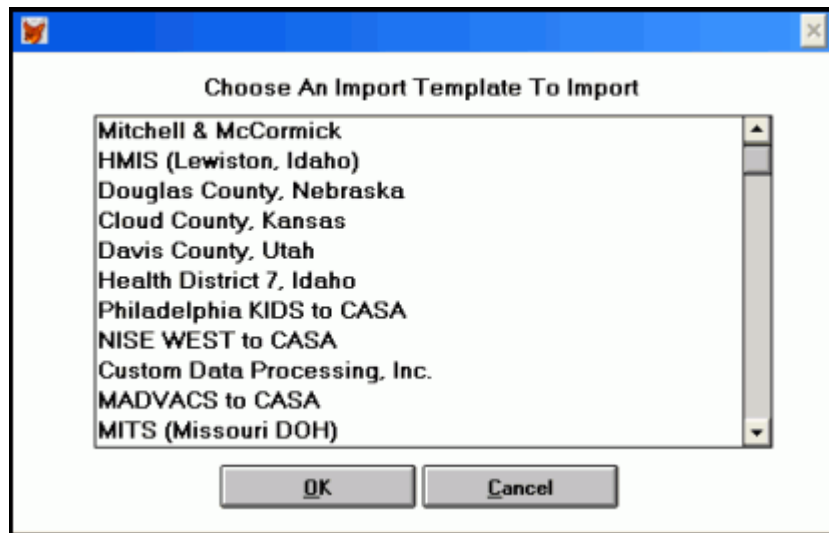 Choose An Import Template To Import
Mitchell & McCormick
HMIS (Lewiston, Idaho)
Douglas County, Nebraska
Cloud County, Kansas
Davis County, Utah
Health District 7, Idaho
Philadelphia KIDS to CASA
NISE WEST to CASA
Custom Data Processing, Inc.
MADVACS to CASA
MITS (Missouri DOH)
OK Cancel